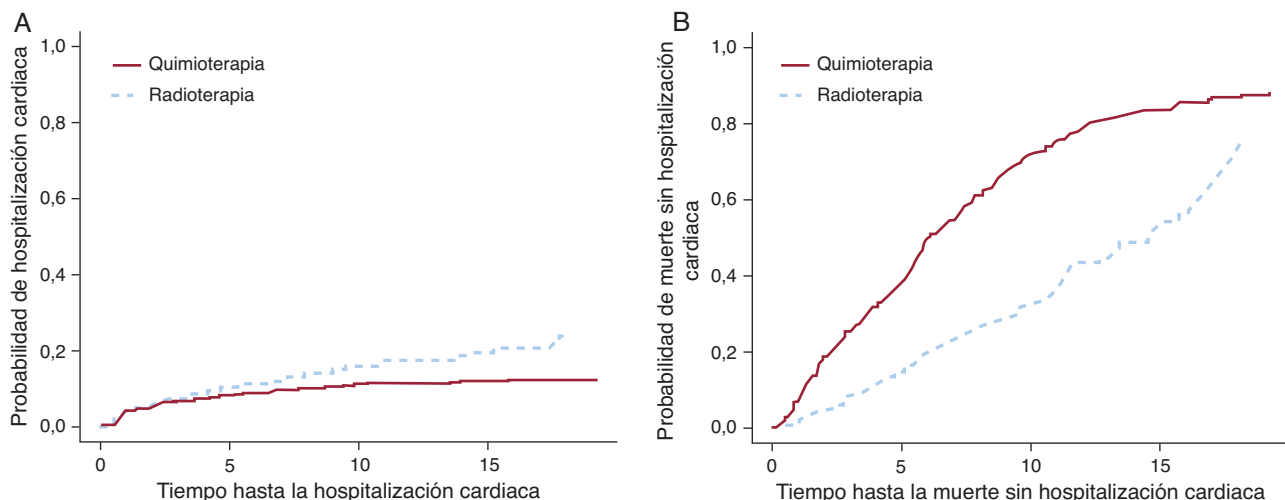 A
Probabilidad de hospitalización cardiaca
1,0
0,8
0,6
0,4
0,2
0,0
Quimioterapia
Radioterapia
0 5 10 15
Tiempo hasta la hospitalización cardiaca
B
Probabilidad de muerte sin hospitalización
cardiaca
1,0
0,8
0,6
0,4
0,2
0,0
Quimioterapia
Radioterapia
0 5 10 15
Tiempo hasta la muerte sin hospitalización cardiaca